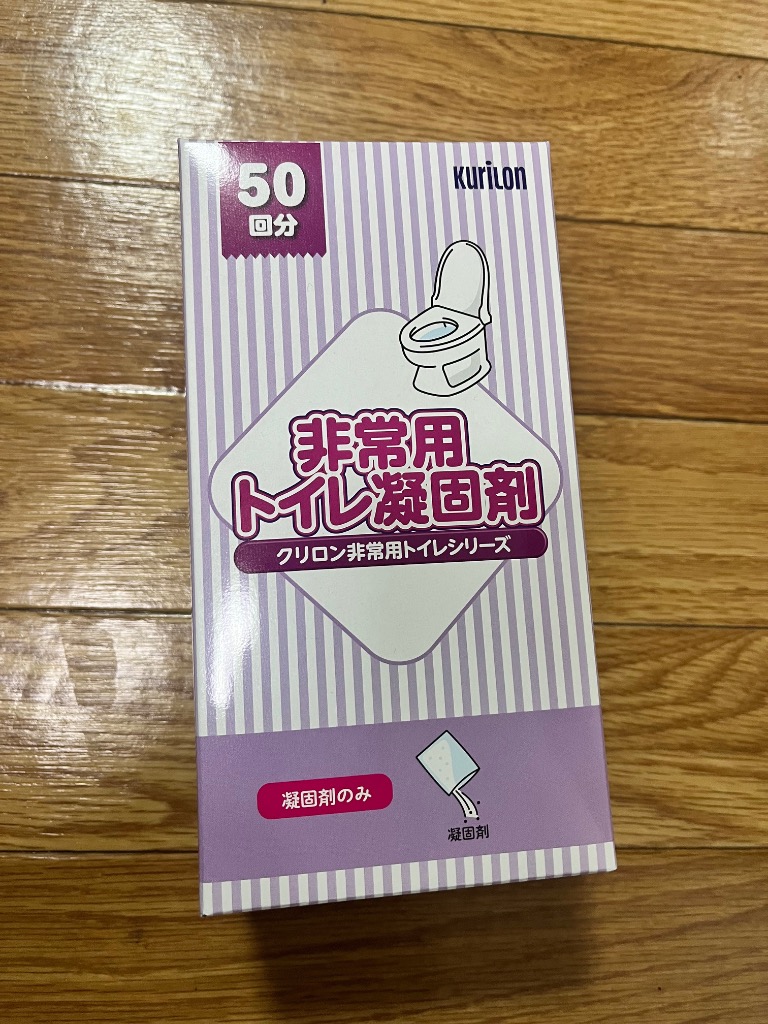 50
回分
KuriLon
非常用
トイレ凝固剤
クリロン非常用トイレシリーズ
凝固剤のみ
凝固剤